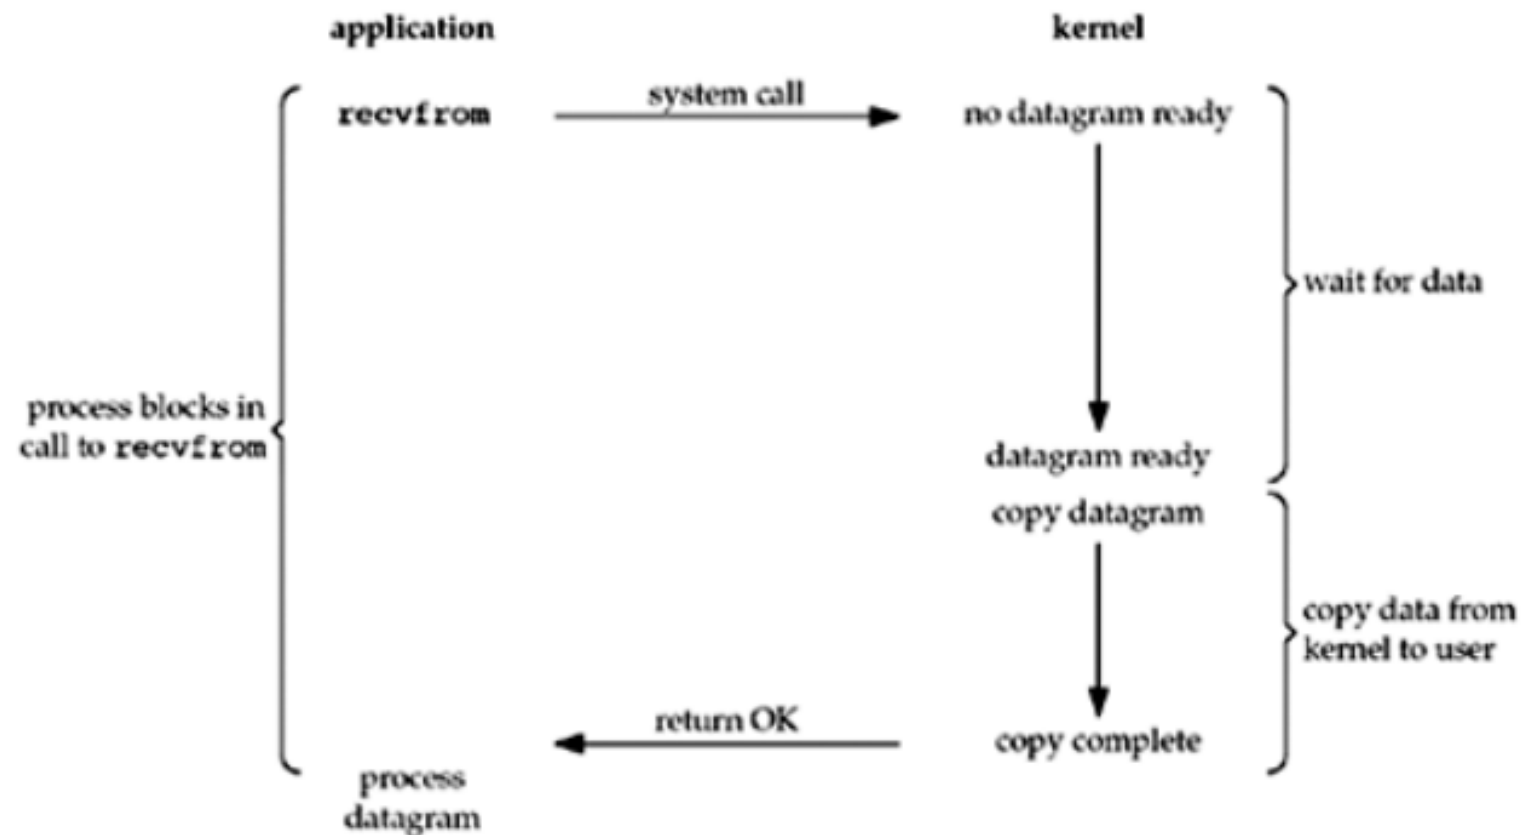 application
kernel
recvfrom
system call
no datagram ready
wait for data
process blocks in
call to recvfrom
datagram ready
copy datagram
copy data from
kernel to user
return OK
copy complete
process
datagram